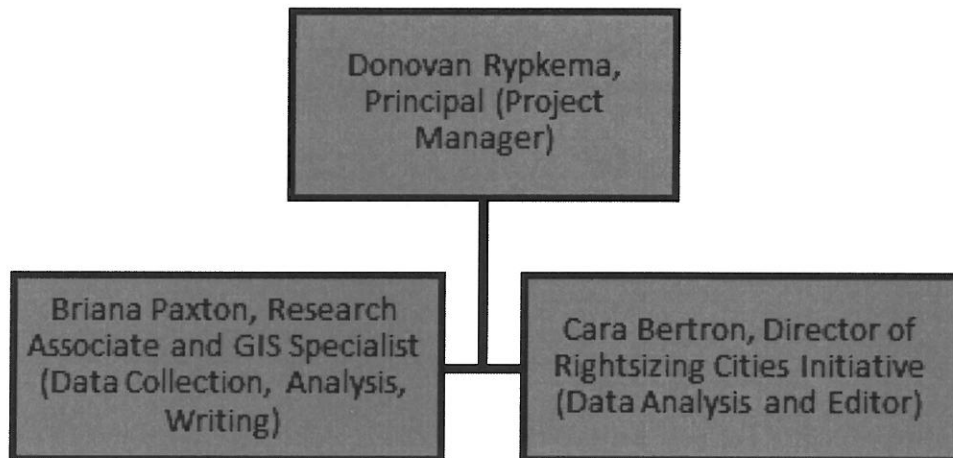 Donovan Rypkema,
Principal (Project
Manager)
Briana Paxton, Research
Associate and GIS Specialist
(Data Collection, Analysis,
Writing)
Cara Bertron, Director of
Rightsizing Cities Initiative
(Data Analysis and Editor)